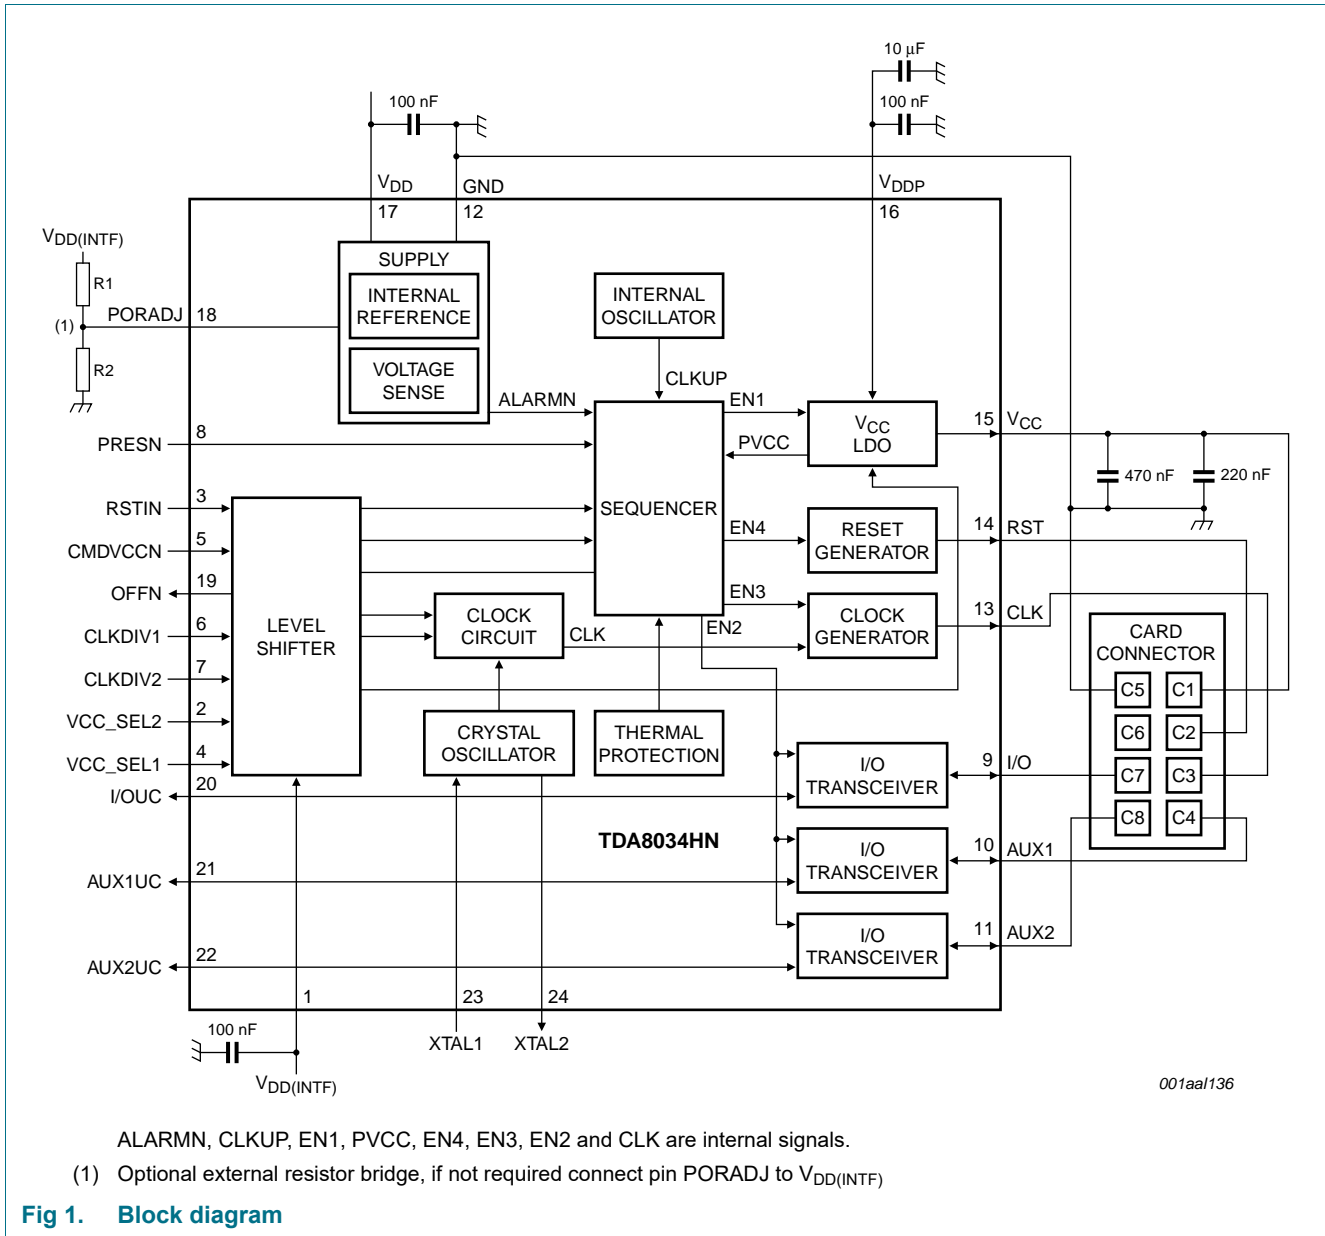 10 μF
100 nF
100 nF
VDD
GND
VDDP
17
12
16
VDD(INTF)
R1
PORADJ
18
(1)
R2
SUPPLY
INTERNAL
REFERENCE
VOLTAGE
SENSE
INTERNAL
OSCILLATOR
CLKUP
ALARMN
EN1
PVCC
VCC
LDO
15
VCC
470 nF
220 nF
PRESN
8
RSTIN
3
CMDVCCN
5
OFFN
19
CLKDIV1
6
CLKDIV2
7
VCC_SEL2
2
VCC_SEL1
4
I/OUC
20
LEVEL
SHIFTER
SEQUENCER
EN4
RESET
GENERATOR
14
RST
EN3
EN2
CLOCK
CIRCUIT
CLK
CLOCK
GENERATOR
13
CLK
CARD
CONNECTOR
C5
C1
C6
C2
C7
C3
C8
C4
CRYSTAL
OSCILLATOR
THERMAL
PROTECTION
I/O
TRANSCEIVER
9
I/O
TDA8034HN
I/O
TRANSCEIVER
10
AUX1
I/O
TRANSCEIVER
11
AUX2
AUX1UC
21
AUX2UC
22
1
23
24
100 nF
XTAL1
XTAL2
VDD(INTF)
001aal136
ALARMN, CLKUP, EN1, PVCC, EN4, EN3, EN2 and CLK are internal signals.
(1) Optional external resistor bridge, if not required connect pin PORADJ to VDD(INTF)
Fig 1. Block diagram